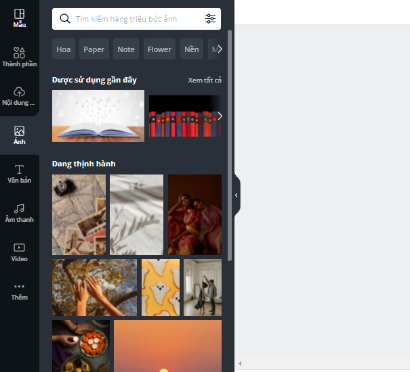 Mẫu
Tìm kiếm hàng triệu bức ảnh
Hoa
Paper
Note
Flower
Nền
Thành phần
Được sử dụng gần đây
Xem tất cả
Nội dung ...
Ảnh
Văn bản
Đang thịnh hành
Âm thanh
Video
Thêm